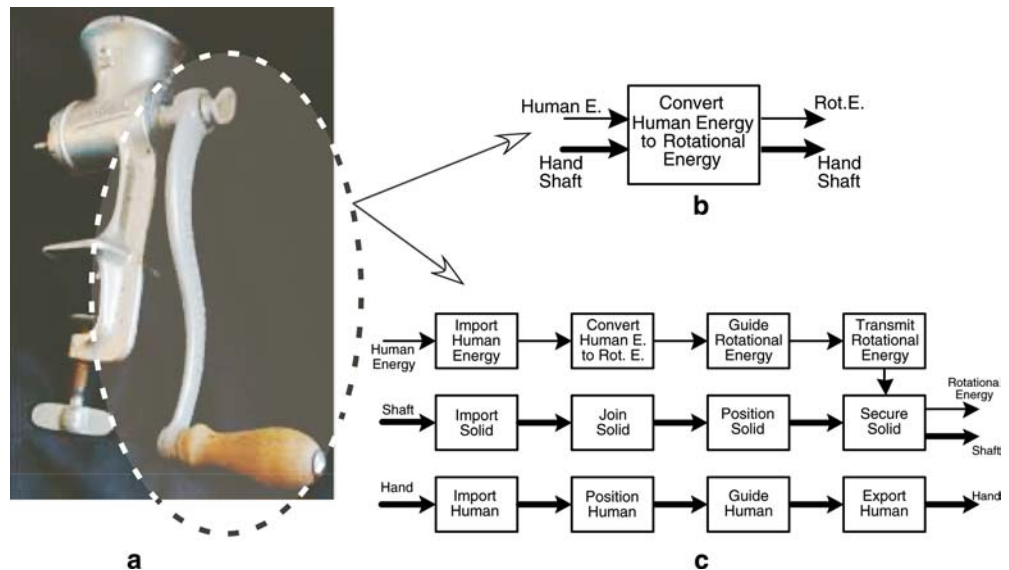 Human E.
Hand
Shaft
Convert
Human Energy
to Rotational
Energy
Rot.E.
Hand
Shaft
b
Human
Energy
Import
Human
Energy
Convert
Human E.
to Rot. E.
Guide
Rotational
Energy
Transmit
Rotational
Energy
Shaft
Import
Solid
Join
Solid
Position
Solid
Secure
Solid
Rotationa
Energy
Shaft
Hand
Import
Human
Position
Human
Guide
Human
Export
Human
Hand
a
c